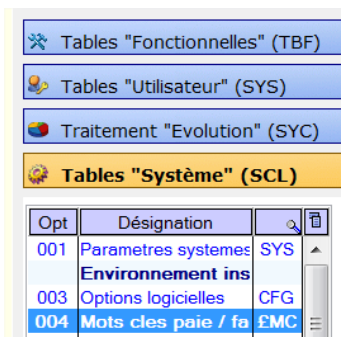 Tables "Fonctionnelles" (TBF)
Tables "Utilisateur" (SYS)
Traitement "Evolution" (SYC)
Tables "Système" (SCL)
Opt Désignation
001 Parametres systemes SYS
Environnement ins
003 Options logicielles CFG
004 Mots cles paie / fa £MC